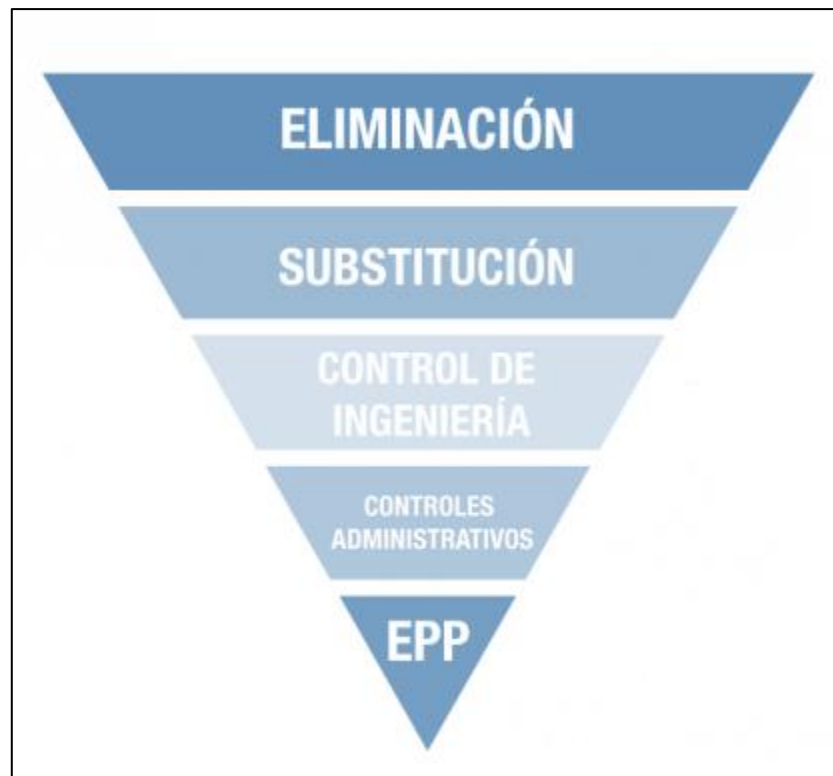 ELIMINACIÓN
SUBSTITUCIÓN
CONTROL DE
INGENIERÍA
CONTROLES
ADMINISTRATIVOS
EPP